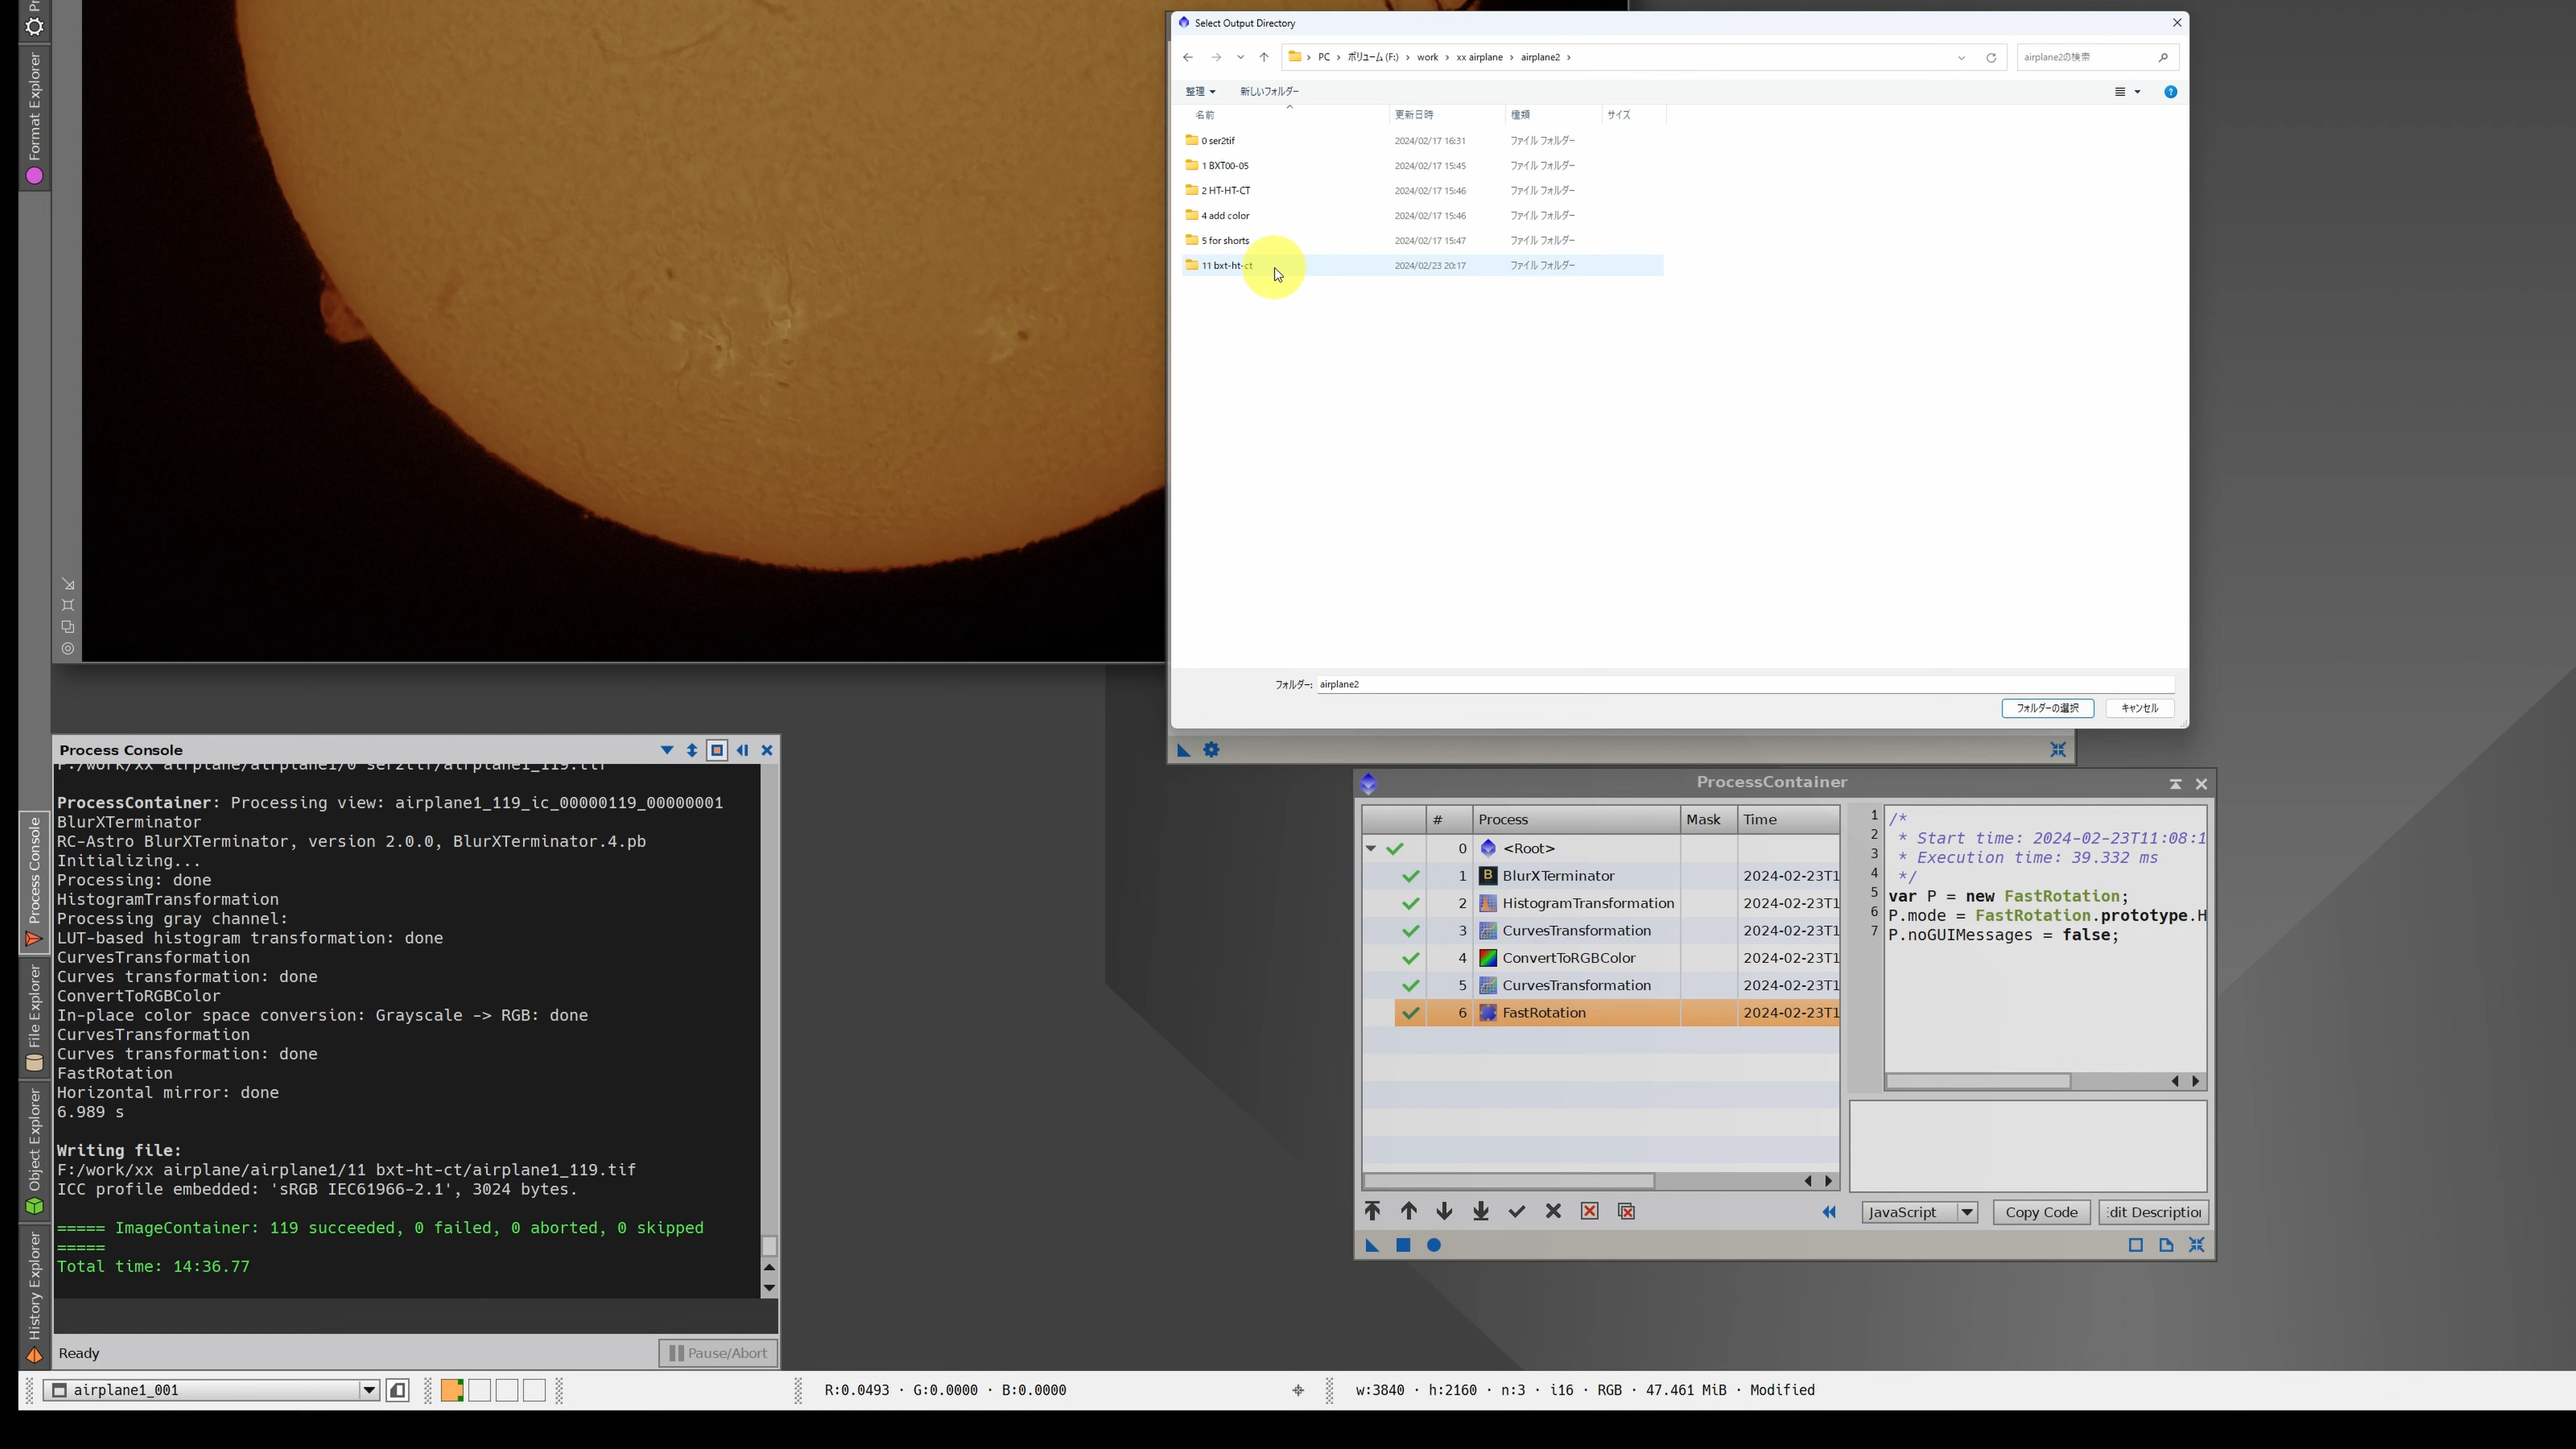 Format Explorer
Select Output Directory
PC
ボリューム (F:)
work
xx airplane
airplane2
airplane2の検索
整理
新しいフォルダー
名前
更新日時
種類
サイズ
0 ser2tif 2024/02/17 16:31 ファイル フォルダー
1 BXT00-05 2024/02/17 15:45 ファイル フォルダー
2 HT-HT-CT 2024/02/17 15:46 ファイル フォルダー
4 add color 2024/02/17 15:46 ファイル フォルダー
5 for shorts 2024/02/17 15:47 ファイル フォルダー
11 bxt-ht-ct 2024/02/23 20:17 ファイル フォルダー
フォルダー: airplane2
フォルダーの選択
キャンセル
Process Console
F:/work/xx airplane/airplane1/0 ser2tif/airplane1_119.tif
ProcessContainer: Processing view: airplane1_119_ic_00000119_00000001
BlurXTerminator
RC-Astro BlurXTerminator, version 2.0.0, BlurXTerminator.4.pb
Initializing...
Processing: done
HistogramTransformation
Processing gray channel:
LUT-based histogram transformation: done
CurvesTransformation
Curves transformation: done
ConvertToRGBColor
In-place color space conversion: Grayscale -> RGB: done
CurvesTransformation
Curves transformation: done
FastRotation
Horizontal mirror: done
6.989 s
Writing file:
F:/work/xx airplane/airplane1/11 bxt-ht-ct/airplane1_119.tif
ICC profile embedded: 'sRGB IEC61966-2.1', 3024 bytes.
===== ImageContainer: 119 succeeded, 0 failed, 0 aborted, 0 skipped
=====
Total time: 14:36.77
Ready
Pause/Abort
Process Console
File Explorer
Object Explorer
History Explorer
ProcessContainer
# Process Mask Time
0 <Root>
1 BlurXTerminator 2024-02-23T1
2 HistogramTransformation 2024-02-23T1
3 CurvesTransformation 2024-02-23T1
4 ConvertToRGBColor 2024-02-23T1
5 CurvesTransformation 2024-02-23T1
6 FastRotation 2024-02-23T1
1 /*
2 * Start time: 2024-02-23T11:08:1
3 * Execution time: 39.332 ms
4 */
5 var P = new FastRotation;
6 P.mode = FastRotation.prototype.H
7 P.noGUIMessages = false;
JavaScript
Copy Code
dit Description
airplane1_001
R:0.0493 · G:0.0000 · B:0.0000
w:3840 · h:2160 · n:3 · i16 · RGB · 47.461 MiB · Modified